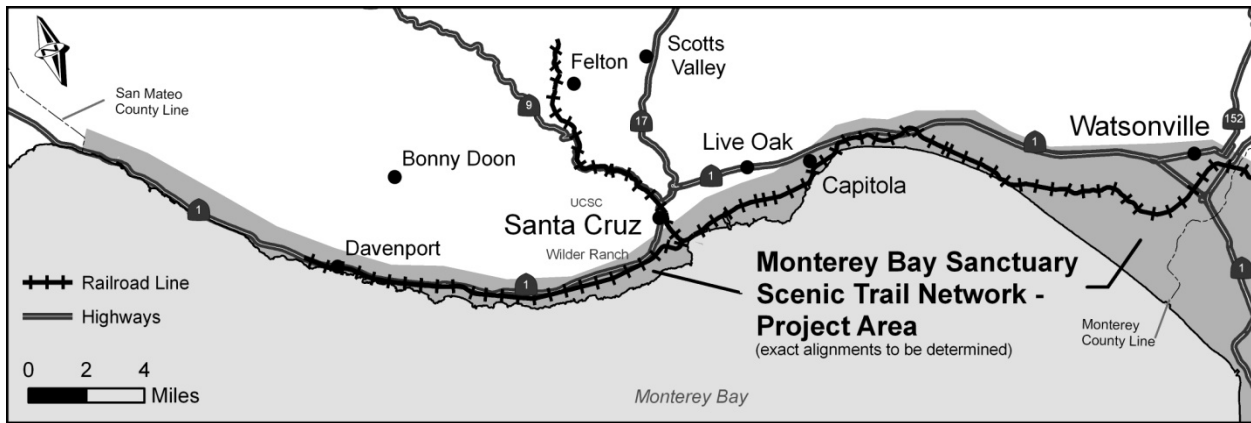 San Mateo
County Line
Felton
Scotts
Valley
9
17
1
152
Watsonville
Live Oak
1
Bonny Doon
Capitola
UCSC
Santa Cruz
Wilder Ranch
1
Davenport
1
Monterey Bay Sanctuary
Scenic Trail Network -
Project Area
(exact alignments to be determined)
1
Monterey
County Line
Railroad Line
Highways
0 2 4
Miles
Monterey Bay